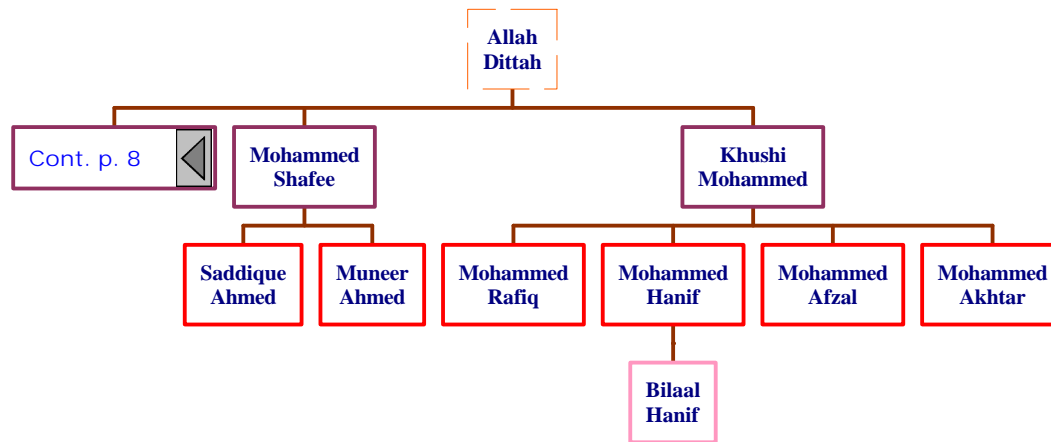 Allah
Dittah
Cont. p. 8
Mohammed
Shafee
Khushi
Mohammed
Saddique
Ahmed
Muneer
Ahmed
Mohammed
Rafiq
Mohammed
Hanif
Mohammed
Afzal
Mohammed
Akhtar
Bilaal
Hanif